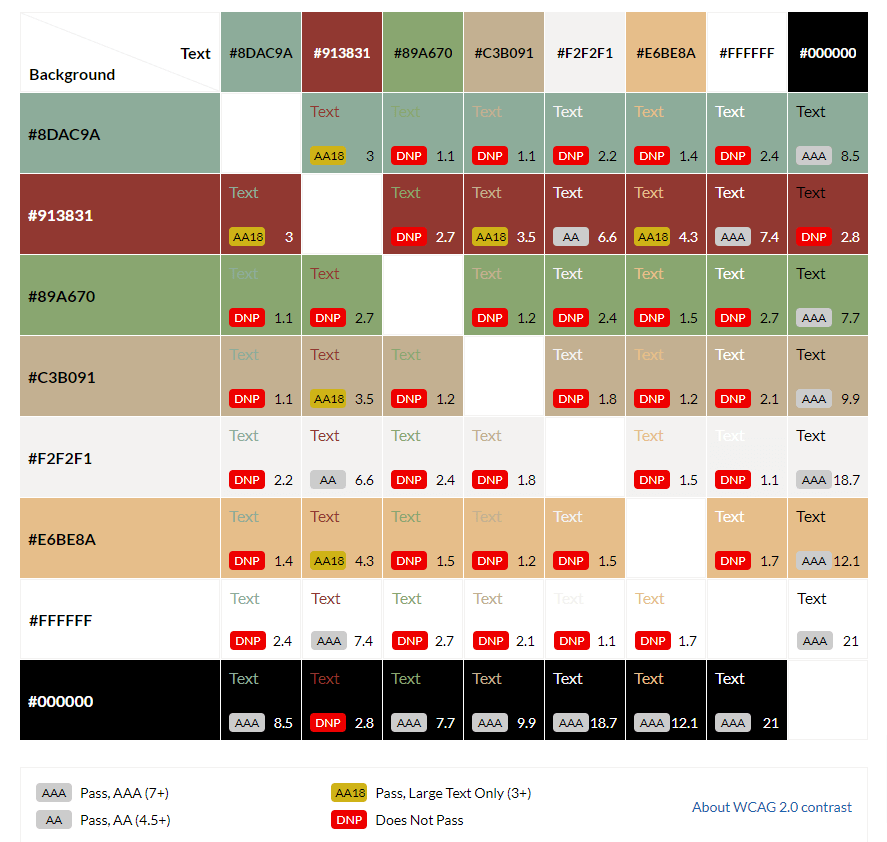 Text #8DAC9A #913831 #89A670 #C3B091 #F2F2F1 #E6BE8A #FFFFFF #000000
Background
Text Text Text Text Text Text Text
#8DAC9A
AA18 3 DNP 1.1 DNP 1.1 DNP 2.2 DNP 1.4 DNP 2.4 AAA 8.5
Text Text Text Text Text Text Text
#913831
AA18 3 DNP 2.7 AA18 3.5 AA 6.6 AA18 4.3 AAA 7.4 DNP 2.8
Text Text Text Text Text Text Text
#89A670
DNP 1.1 DNP 2.7 DNP 1.2 DNP 2.4 DNP 1.5 DNP 2.7 AAA 7.7
Text Text Text Text Text Text Text
#C3B091
DNP 1.1 AA18 3.5 DNP 1.2 DNP 1.8 DNP 1.2 DNP 2.1 AAA 9.9
Text Text Text Text Text Text Text
#F2F2F1
DNP 2.2 AA 6.6 DNP 2.4 DNP 1.8 DNP 1.5 DNP 1.1 AAA 18.7
Text Text Text Text Text Text Text
#E6BE8A
DNP 1.4 AA18 4.3 DNP 1.5 DNP 1.2 DNP 1.5 DNP 1.7 AAA 12.1
Text Text Text Text Text Text Text
#FFFFFF
DNP 2.4 AAA 7.4 DNP 2.7 DNP 2.1 DNP 1.1 DNP 1.7 AAA 21
Text Text Text Text Text Text Text
#000000
AAA 8.5 DNP 2.8 AAA 7.7 AAA 9.9 AAA 18.7 AAA 12.1 AAA 21
AAA Pass, AAA (7+) AA18 Pass, Large Text Only (3+)
About WCAG 2.0 contrast
AA Pass, AA (4.5+) DNP Does Not Pass